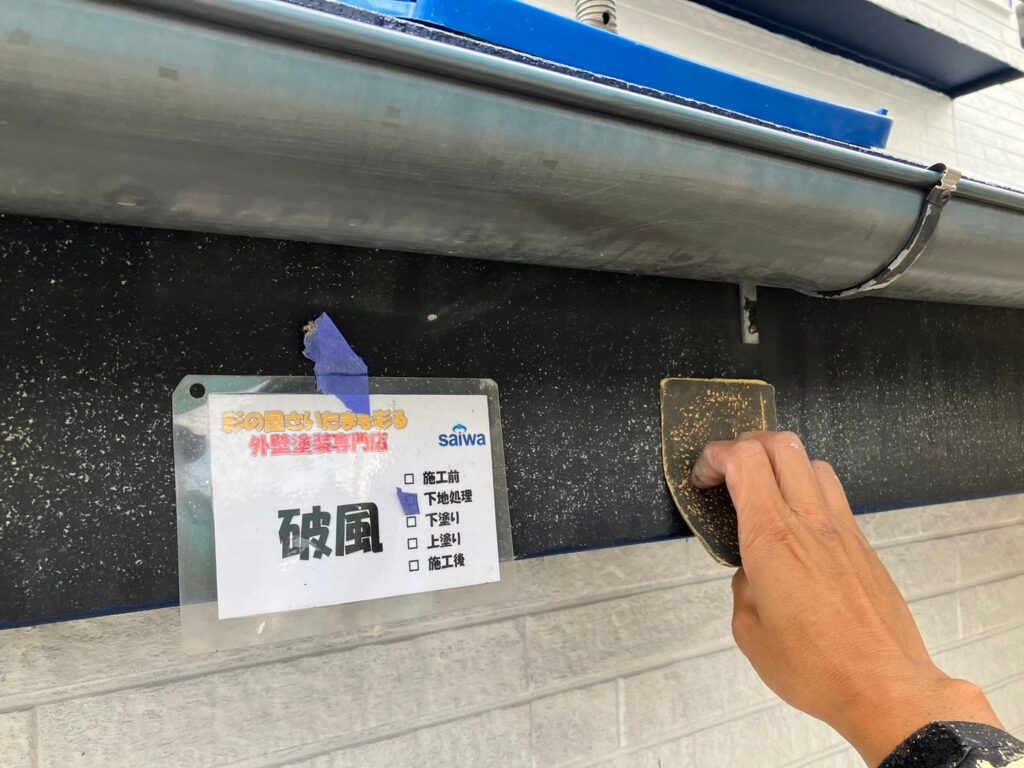 彩の国さいたまを彩る
外壁塗装専門店
saiwa
破風
□ 施工前
下地処理
□ 下塗り
□ 上塗り
□ 施工後